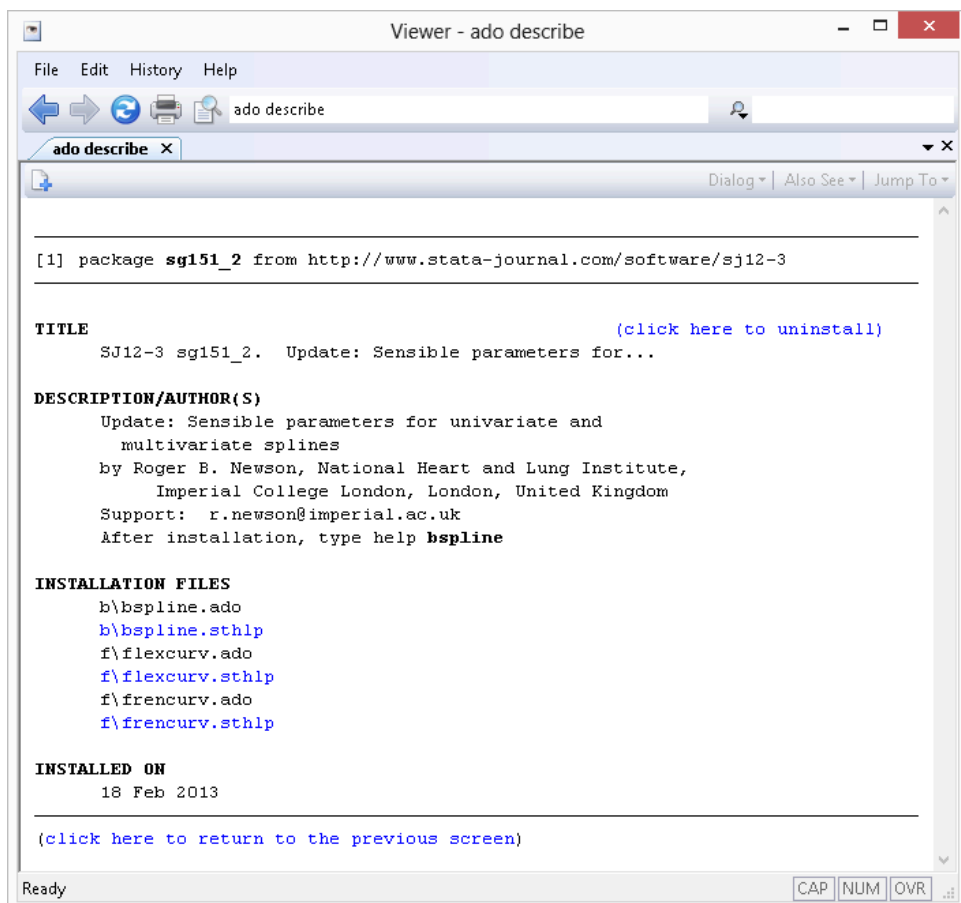 Viewer - ado describe
File Edit History Help
ado describe
ado describe X
Dialog Also See Jump To
[1] package sg151_2 from http://www.stata-journal.com/software/sj12-3
TITLE (click here to uninstall)
SJ12-3 sg151_2. Update: Sensible parameters for...
DESCRIPTION/AUTHOR(S)
Update: Sensible parameters for univariate and
multivariate splines
by Roger B. Newson, National Heart and Lung Institute,
Imperial College London, London, United Kingdom
Support: r.newson@imperial.ac.uk
After installation, type help bspline
INSTALLATION FILES
b\bspline.ado
b\bspline.sthlp
f\flexcurv.ado
f\flexcurv.sthlp
f\frencurv.ado
f\frencurv.sthlp
INSTALLED ON
18 Feb 2013
(click here to return to the previous screen)
Ready CAP NUM OVR